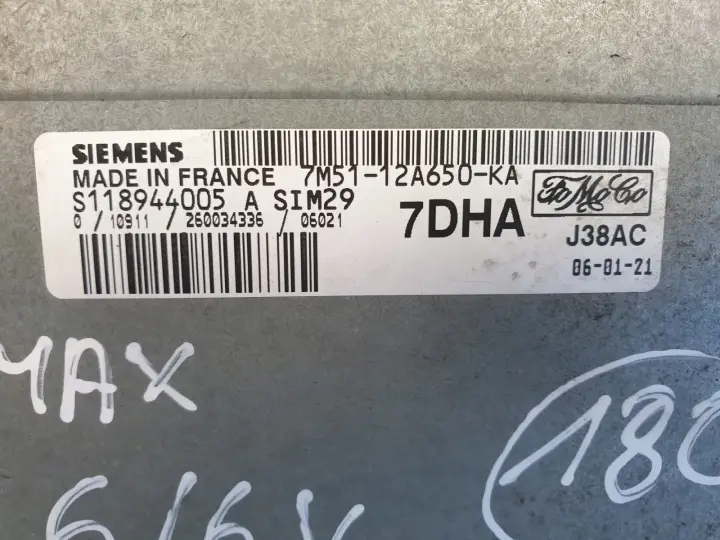 SIEMENS
MADE IN FRANCE 7M51-12A650-KA
S118944005 A SIM29
0 / 10911 / 260034336 / 06021
7DHA
FoMoCo
J38AC
06-01-21
MAX
180